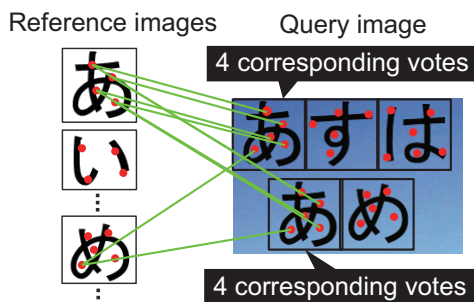 Reference images
Query image
4 corresponding votes
あ
い
⋮
め
⋮
あすは
あめ
4 corresponding votes